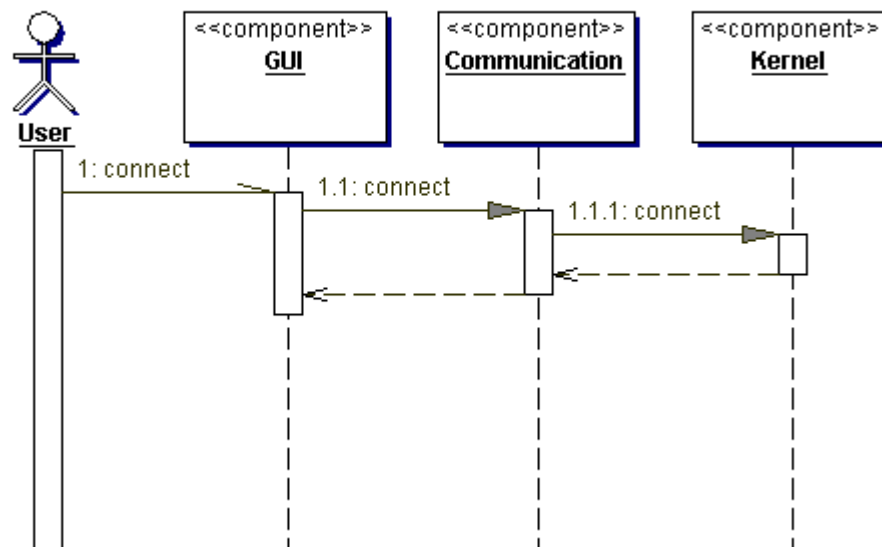 <<component>>
GUI
<<component>>
Communication
<<component>>
Kernel
User
1: connect
1.1: connect
1.1.1: connect